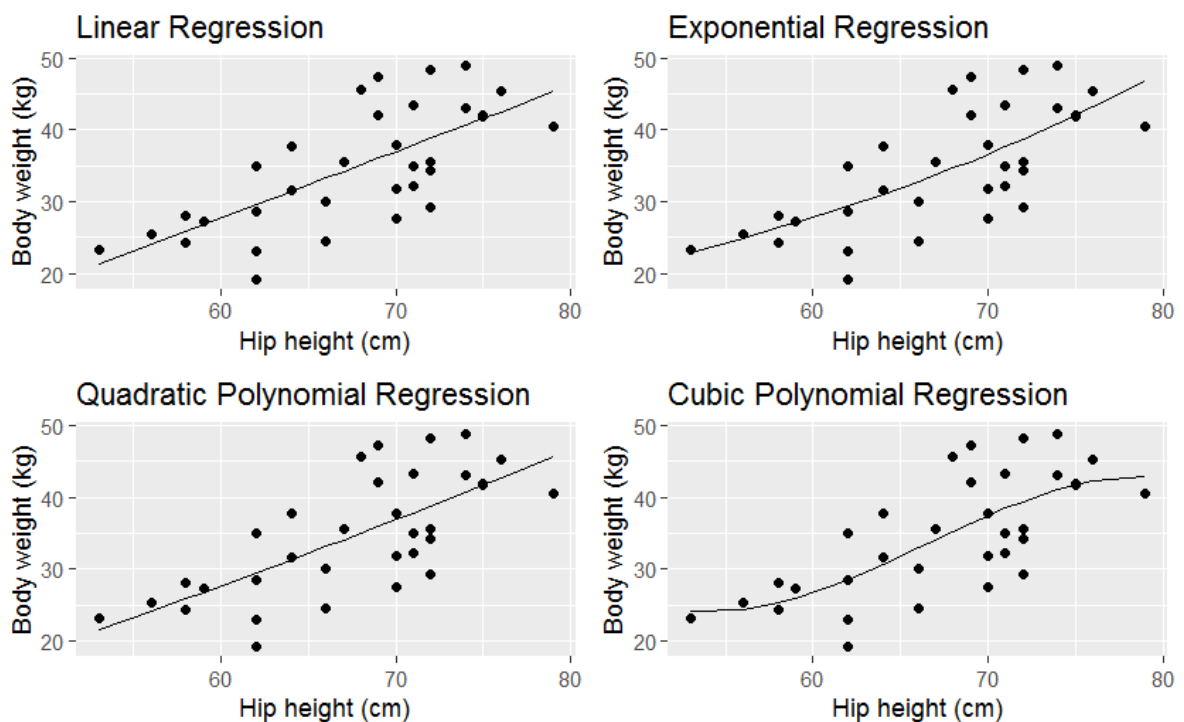 Linear Regression
Body weight (kg)
50
40
30
20
60 70 80
Hip height (cm)
Exponential Regression
Body weight (kg)
50
40
30
20
60 70 80
Hip height (cm)
Quadratic Polynomial Regression
Body weight (kg)
50
40
30
20
60 70 80
Hip height (cm)
Cubic Polynomial Regression
Body weight (kg)
50
40
30
20
60 70 80
Hip height (cm)